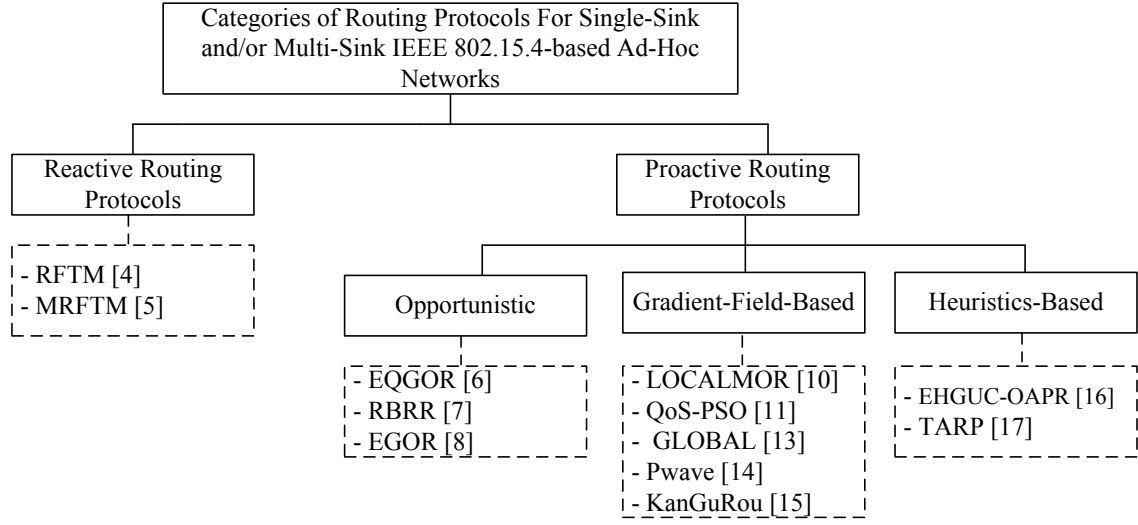 Categories of Routing Protocols For Single-Sink
and/or Multi-Sink IEEE 802.15.4-based Ad-Hoc
Networks
Reactive Routing
Protocols
- RFTM [4]
- MRFTM [5]
Proactive Routing
Protocols
Opportunistic
- EQGOR [6]
- RBRR [7]
- EGOR [8]
Gradient-Field-Based
- LOCALMOR [10]
- QoS-PSO [11]
- GLOBAL [13]
- Pwave [14]
- KanGuRou [15]
Heuristics-Based
- EHGUC-OAPR [16]
- TARP [17]